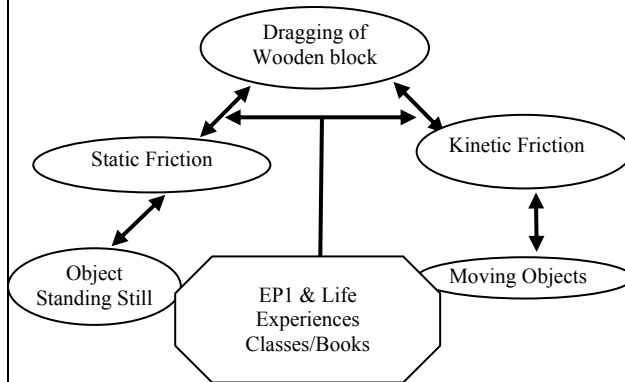 Dragging of
Wooden block
Static Friction
Kinetic Friction
Object
Standing Still
EP1 & Life
Experiences
Classes/Books
Moving Objects